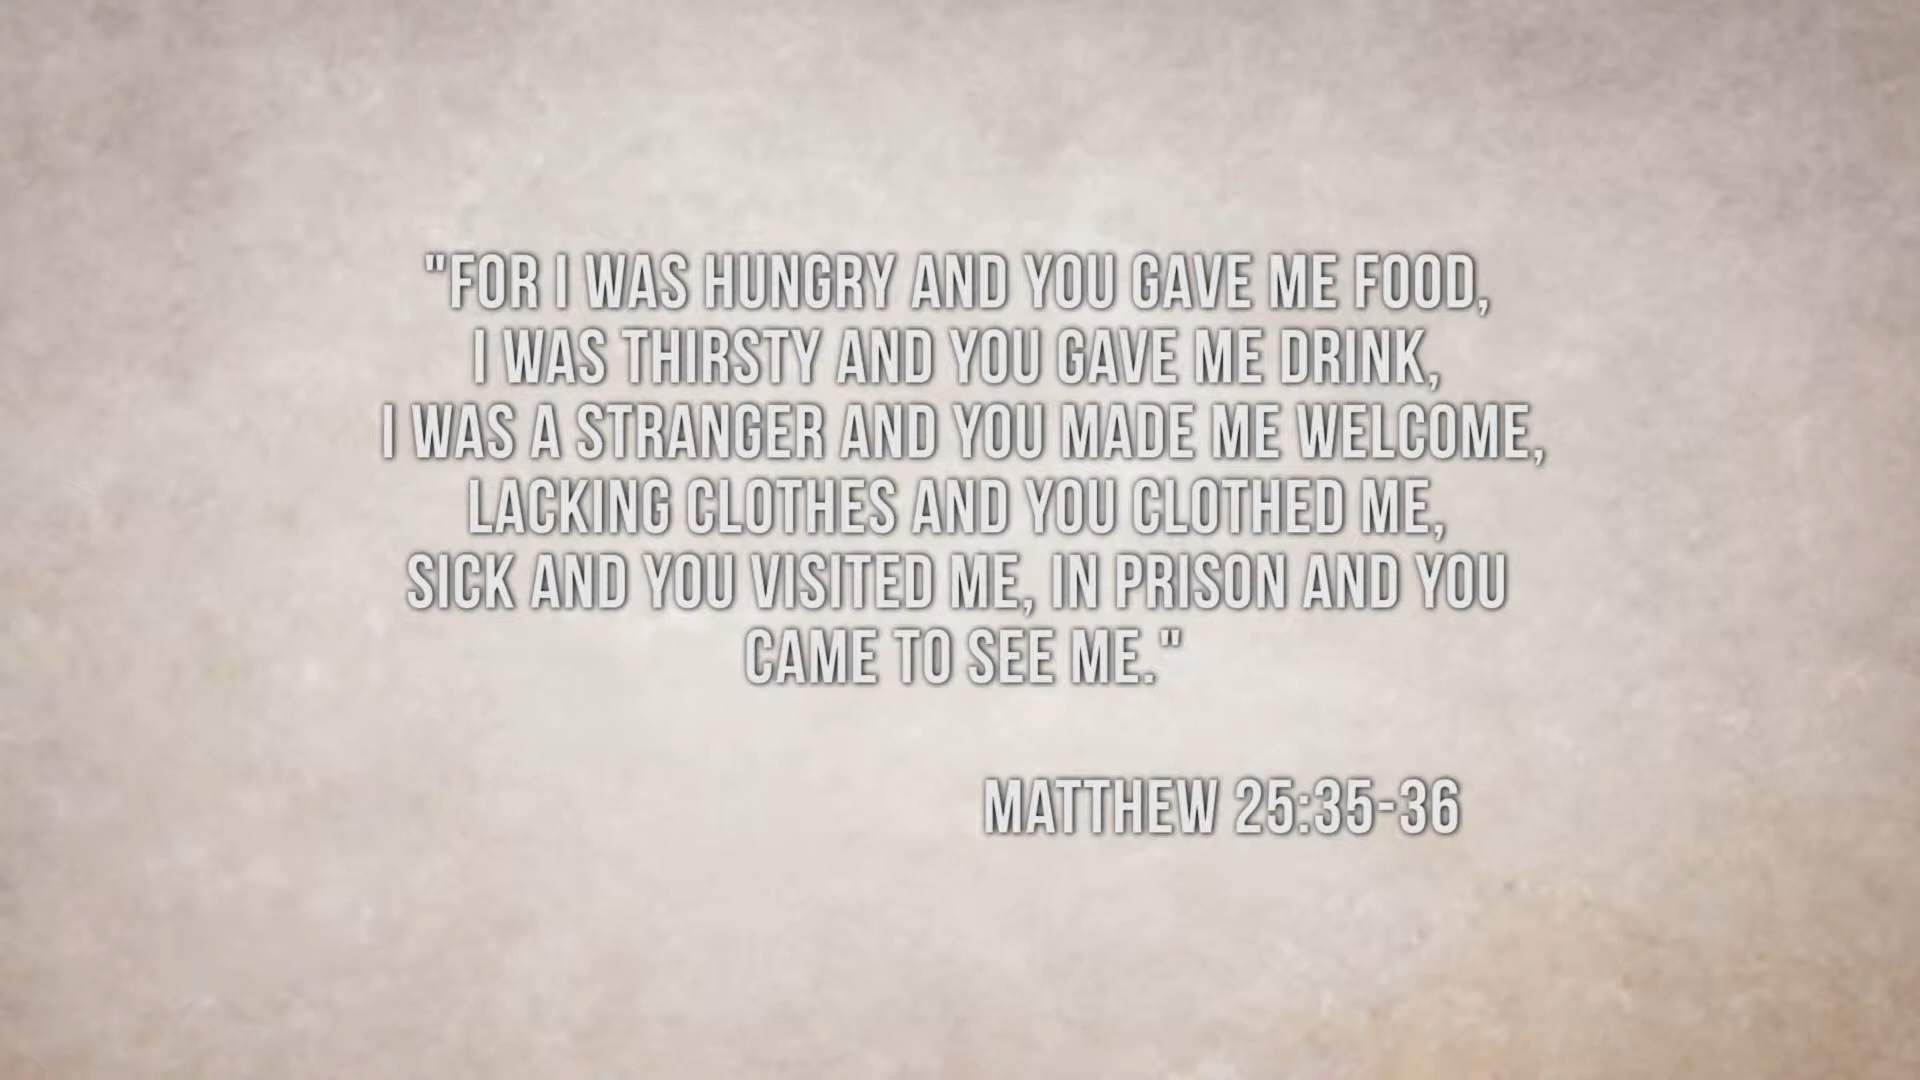 "FOR I WAS HUNGRY AND YOU GAVE ME FOOD,
I WAS THIRSTY AND YOU GAVE ME DRINK,
I WAS A STRANGER AND YOU MADE ME WELCOME,
LACKING CLOTHES AND YOU CLOTHED ME,
SICK AND YOU VISITED ME, IN PRISON AND YOU
CAME TO SEE ME."
MATTHEW 25:35-36